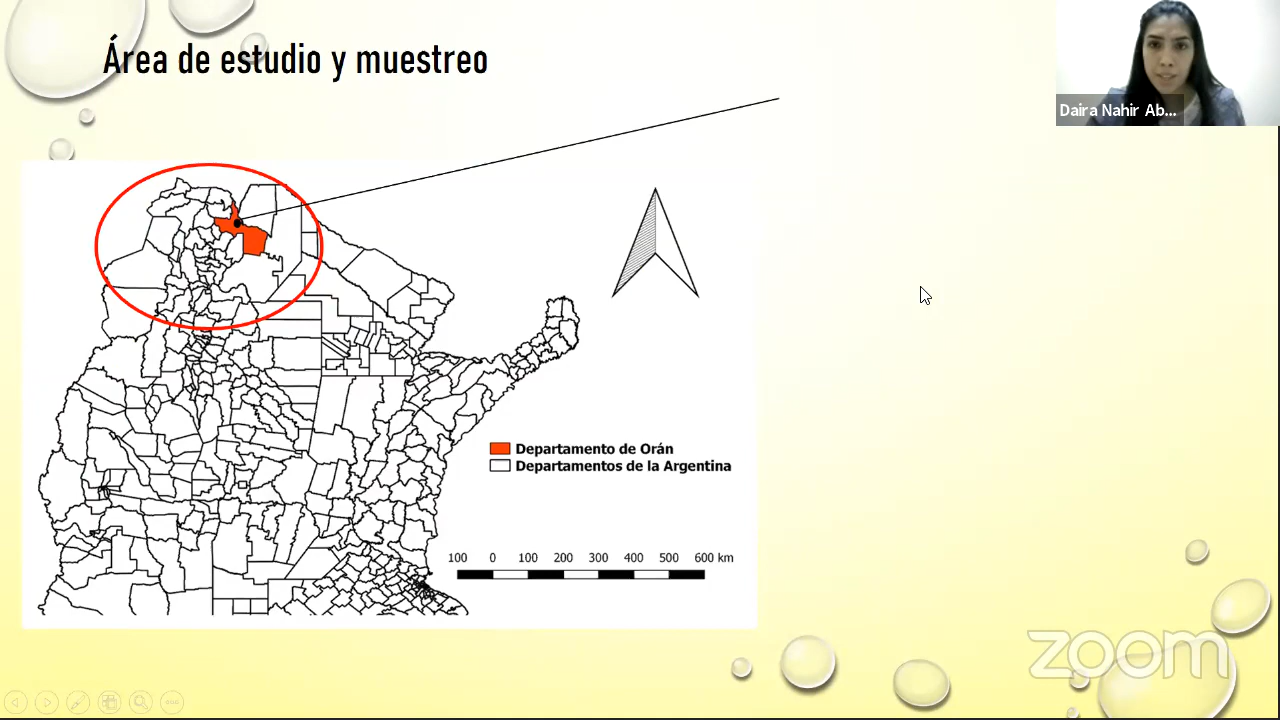 Área de estudio y muestreo
Daira Nahir Ab...
Departamento de Orán
Departamentos de la Argentina
100 0 100 200 300 400 500 600 km
zoom